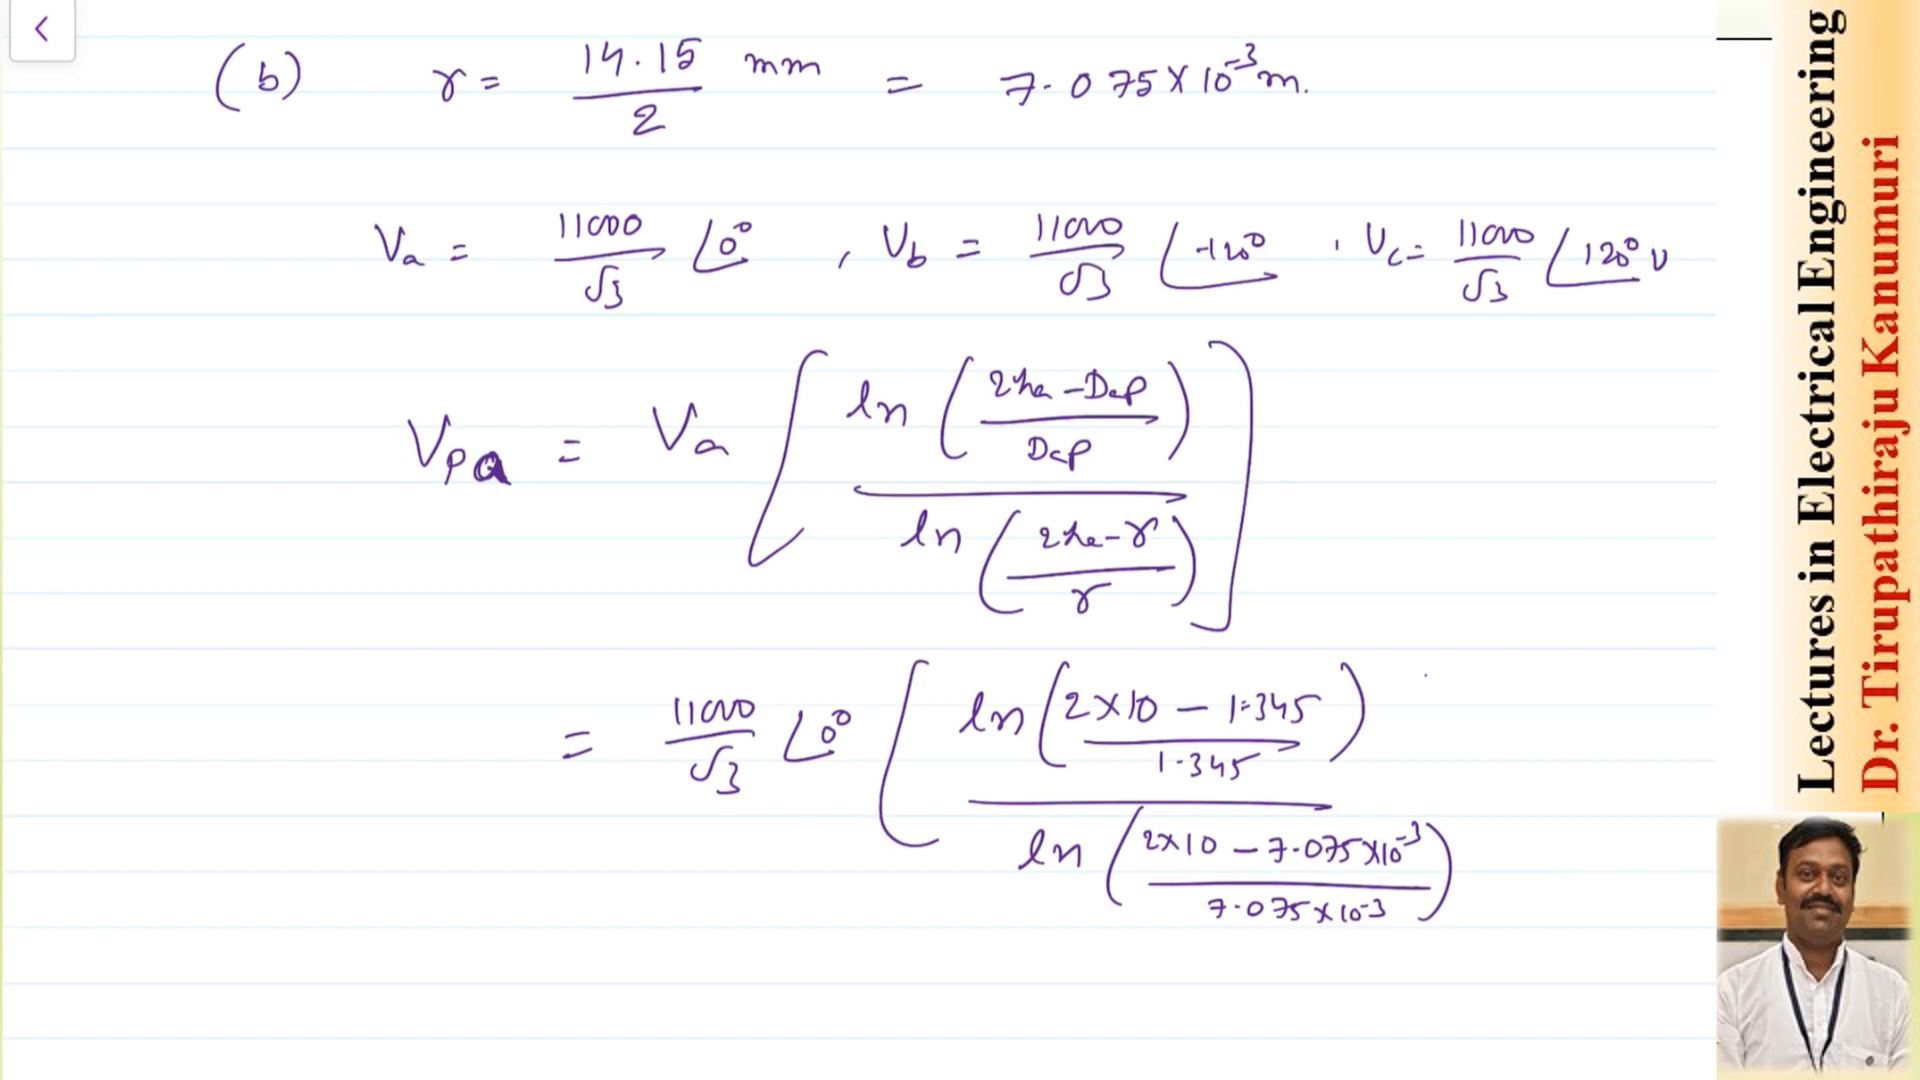 (b) r = 14.15/2 mm = 7.075×10⁻³m.
Va = 11000/√3 ∠0° , Vb = 11000/√3 ∠-120° , Vc = 11000/√3 ∠120° V
VPa = Va [ ln((2ha - Dap)/Dap) / ln((2ha - r)/r) ]
= 11000/√3 ∠0° [ ln((2×10 - 1.345)/1.345) / ln((2×10 - 7.075×10⁻³)/7.075×10⁻³)
Lectures in Electrical Engineering
Dr. Tirupathiraju Kanumuri